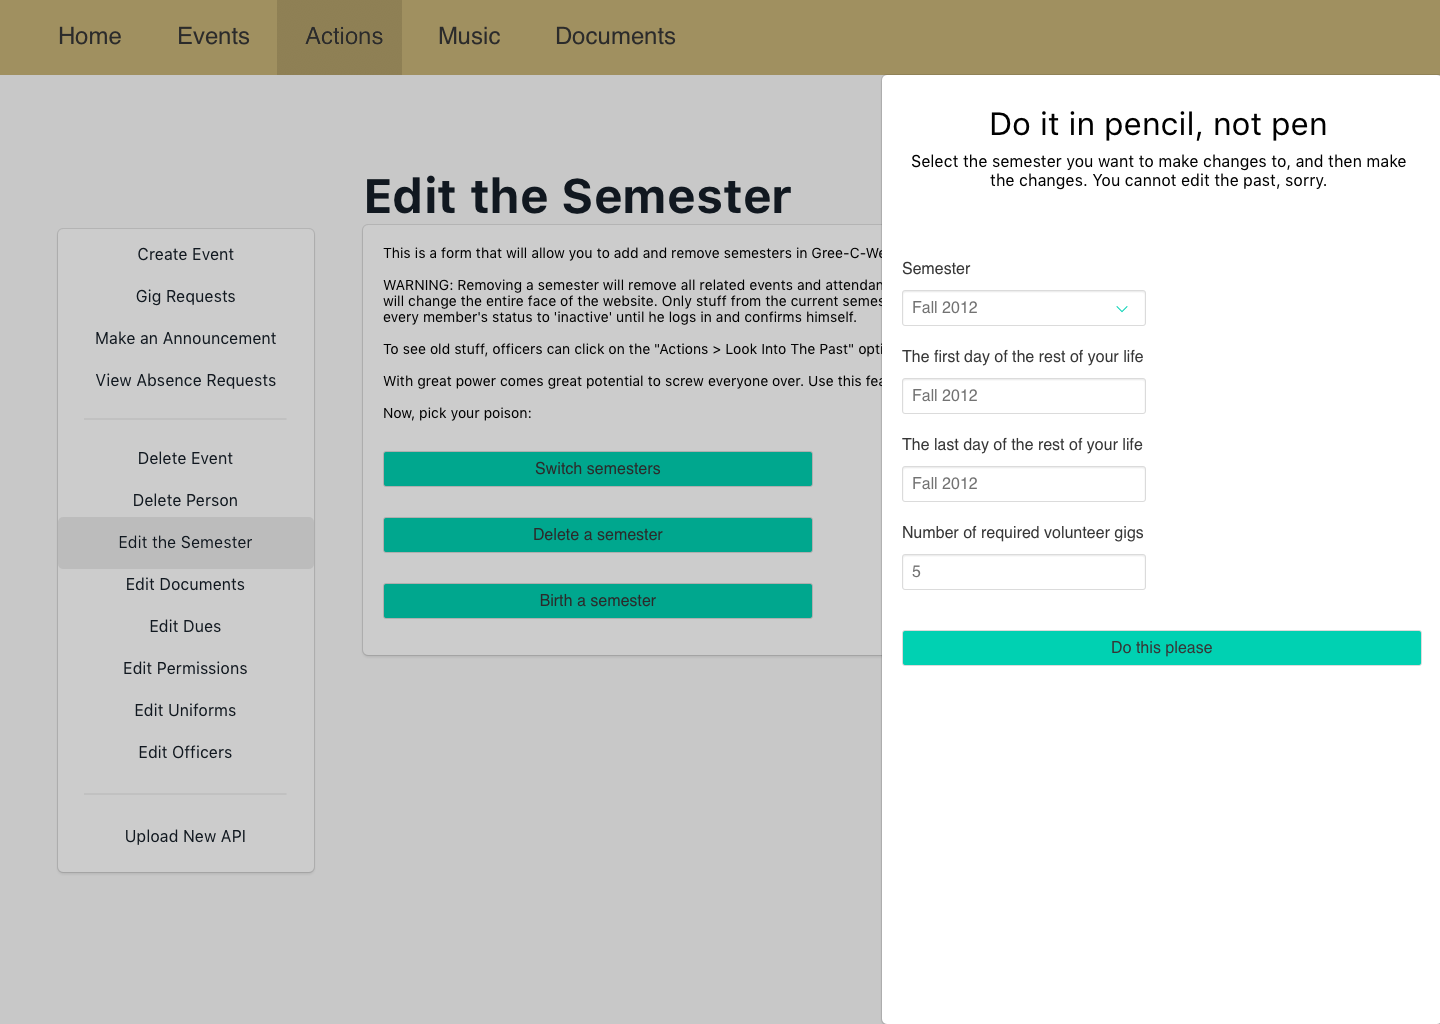 Home Events Actions Music Documents
Edit the Semester
Create Event
Gig Requests
Make an Announcement
View Absence Requests
Delete Event
Delete Person
Edit the Semester
Edit Documents
Edit Dues
Edit Permissions
Edit Uniforms
Edit Officers
Upload New API
This is a form that will allow you to add and remove semesters in Gree-C-We
WARNING: Removing a semester will remove all related events and attendan
will change the entire face of the website. Only stuff from the current semes
every member's status to 'inactive' until he logs in and confirms himself.
To see old stuff, officers can click on the "Actions > Look Into The Past" opti
With great power comes great potential to screw everyone over. Use this fea
Now, pick your poison:
Switch semesters
Delete a semester
Birth a semester
Do it in pencil, not pen
Select the semester you want to make changes to, and then make
the changes. You cannot edit the past, sorry.
Semester
Fall 2012
The first day of the rest of your life
Fall 2012
The last day of the rest of your life
Fall 2012
Number of required volunteer gigs
5
Do this please